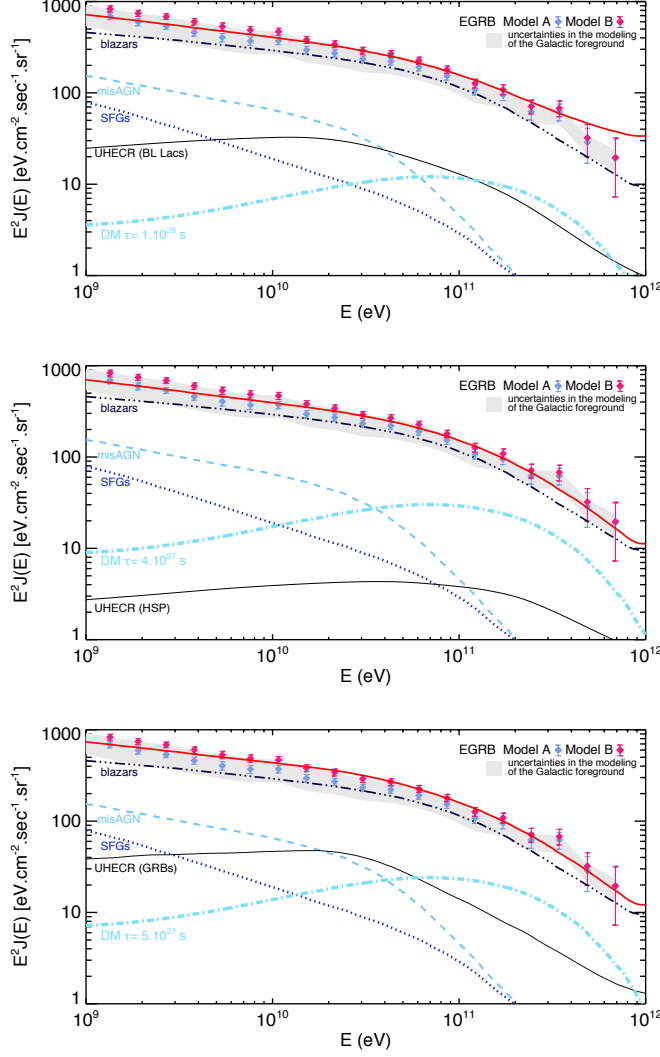 1000
100
10
1
E²J(E) [eV.cm⁻².sec⁻¹.sr⁻¹]
EGRB Model A Model B
uncertainties in the modeling
of the Galactic foreground
blazars
misAGN
SFGs
UHECR (BL Lacs)
DM τ= 1.10²⁸ s
10⁹ 10¹⁰ 10¹¹ 10¹²
E (eV)
1000
100
10
1
E²J(E) [eV.cm⁻².sec⁻¹.sr⁻¹]
EGRB Model A Model B
uncertainties in the modeling
of the Galactic foreground
blazars
misAGN
SFGs
DM τ= 4.10²⁷ s
UHECR (HSP)
10⁹ 10¹⁰ 10¹¹ 10¹²
E (eV)
1000
100
10
1
E²J(E) [eV.cm⁻².sec⁻¹.sr⁻¹]
EGRB Model A Model B
uncertainties in the modeling
of the Galactic foreground
blazars
misAGN
SFGs
UHECR (GRBs)
DM τ= 5.10²⁷ s
10⁹ 10¹⁰ 10¹¹ 10¹²
E (eV)